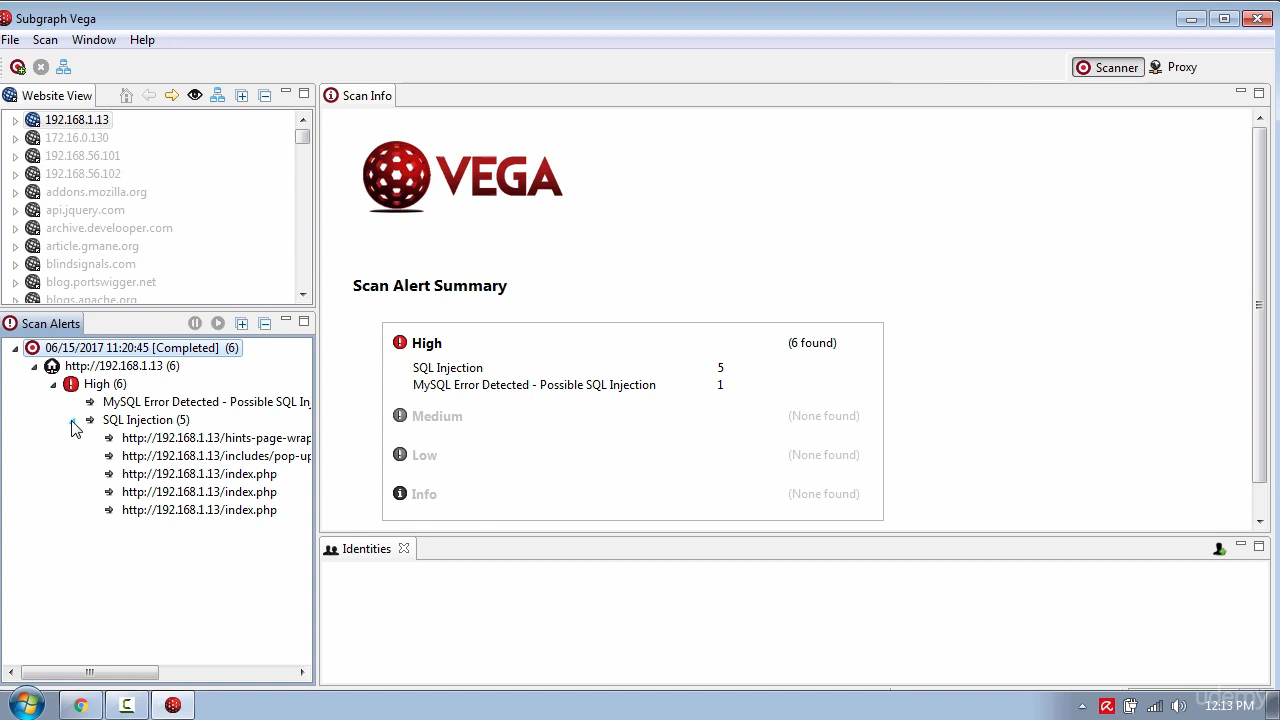 Subgraph Vega
File Scan Window Help
Scanner Proxy
Website View
192.168.1.13
172.16.0.130
192.168.56.101
192.168.56.102
addons.mozilla.org
api.jquery.com
archive.develooper.com
article.gmane.org
blindsignals.com
blog.portswigger.net
blogs.apache.org
Scan Alerts
06/15/2017 11:20:45 [Completed] (6)
http://192.168.1.13 (6)
High (6)
MySQL Error Detected - Possible SQL In
SQL Injection (5)
http://192.168.1.13/hints-page-wrap
http://192.168.1.13/includes/pop-up
http://192.168.1.13/index.php
http://192.168.1.13/index.php
http://192.168.1.13/index.php
Scan Info
VEGA
Scan Alert Summary
High (6 found)
SQL Injection 5
MySQL Error Detected - Possible SQL Injection 1
Medium (None found)
Low (None found)
Info (None found)
Identities
udemy
12:13 PM